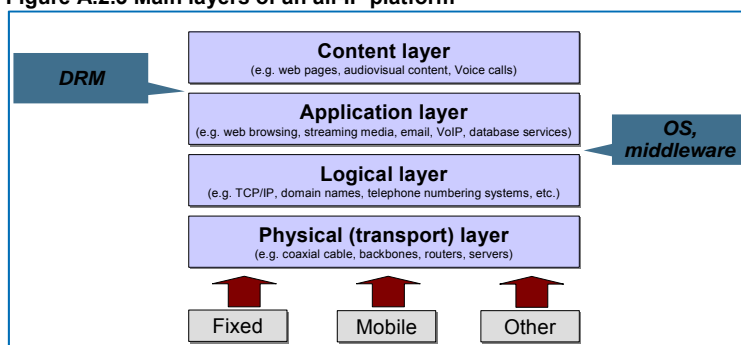 Content layer
(e.g. web pages, audiovisual content, Voice calls)
DRM
Application layer
(e.g. web browsing, streaming media, email, VoIP, database services)
OS,
middleware
Logical layer
(e.g. TCP/IP, domain names, telephone numbering systems, etc.)
Physical (transport) layer
(e.g. coaxial cable, backbones, routers, servers)
Fixed
Mobile
Other